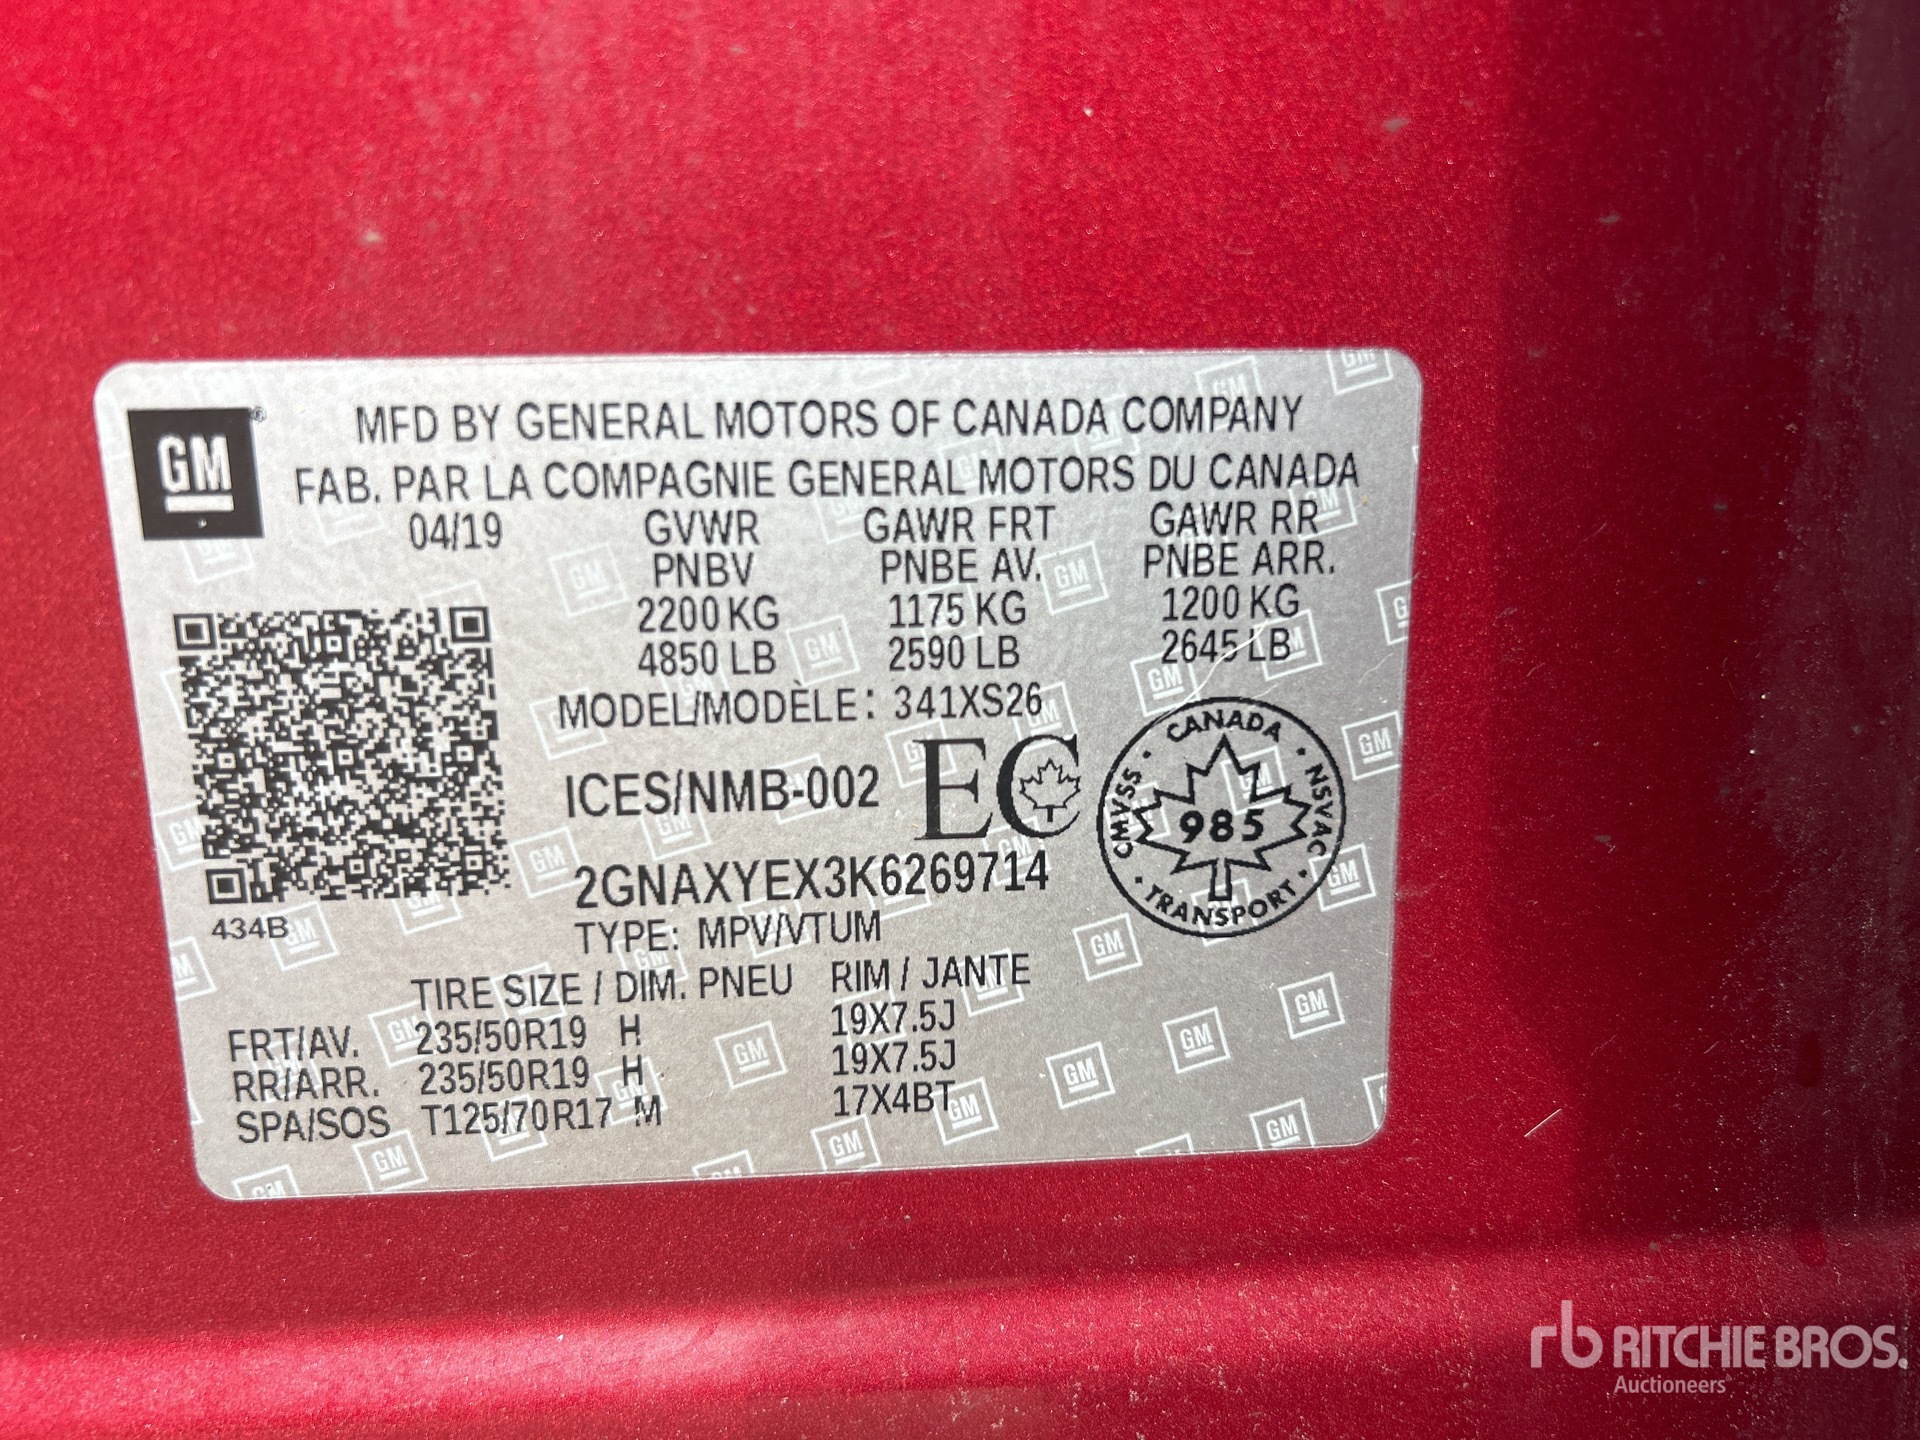 GM®
MFD BY GENERAL MOTORS OF CANADA COMPANY
FAB. PAR LA COMPAGNIE GENERAL MOTORS DU CANADA
04/19 GVWR GAWR FRT GAWR RR
PNBV PNBE AV. PNBE ARR.
2200 KG 1175 KG 1200 KG
4850 LB 2590 LB 2645 LB
MODEL/MODÈLE: 341XS26
ICES/NMB-002 EC
CANADA · NSVAC · TRANSPORT · CMVSS ·
985
2GNAXYEX3K6269714
434B
TYPE: MPV/VTUM
TIRE SIZE / DIM. PNEU RIM / JANTE
FRT/AV. 235/50R19 H 19X7.5J
RR/ARR. 235/50R19 H 19X7.5J
SPA/SOS T125/70R17 M 17X4BT
rb RITCHIE BROS.
Auctioneers